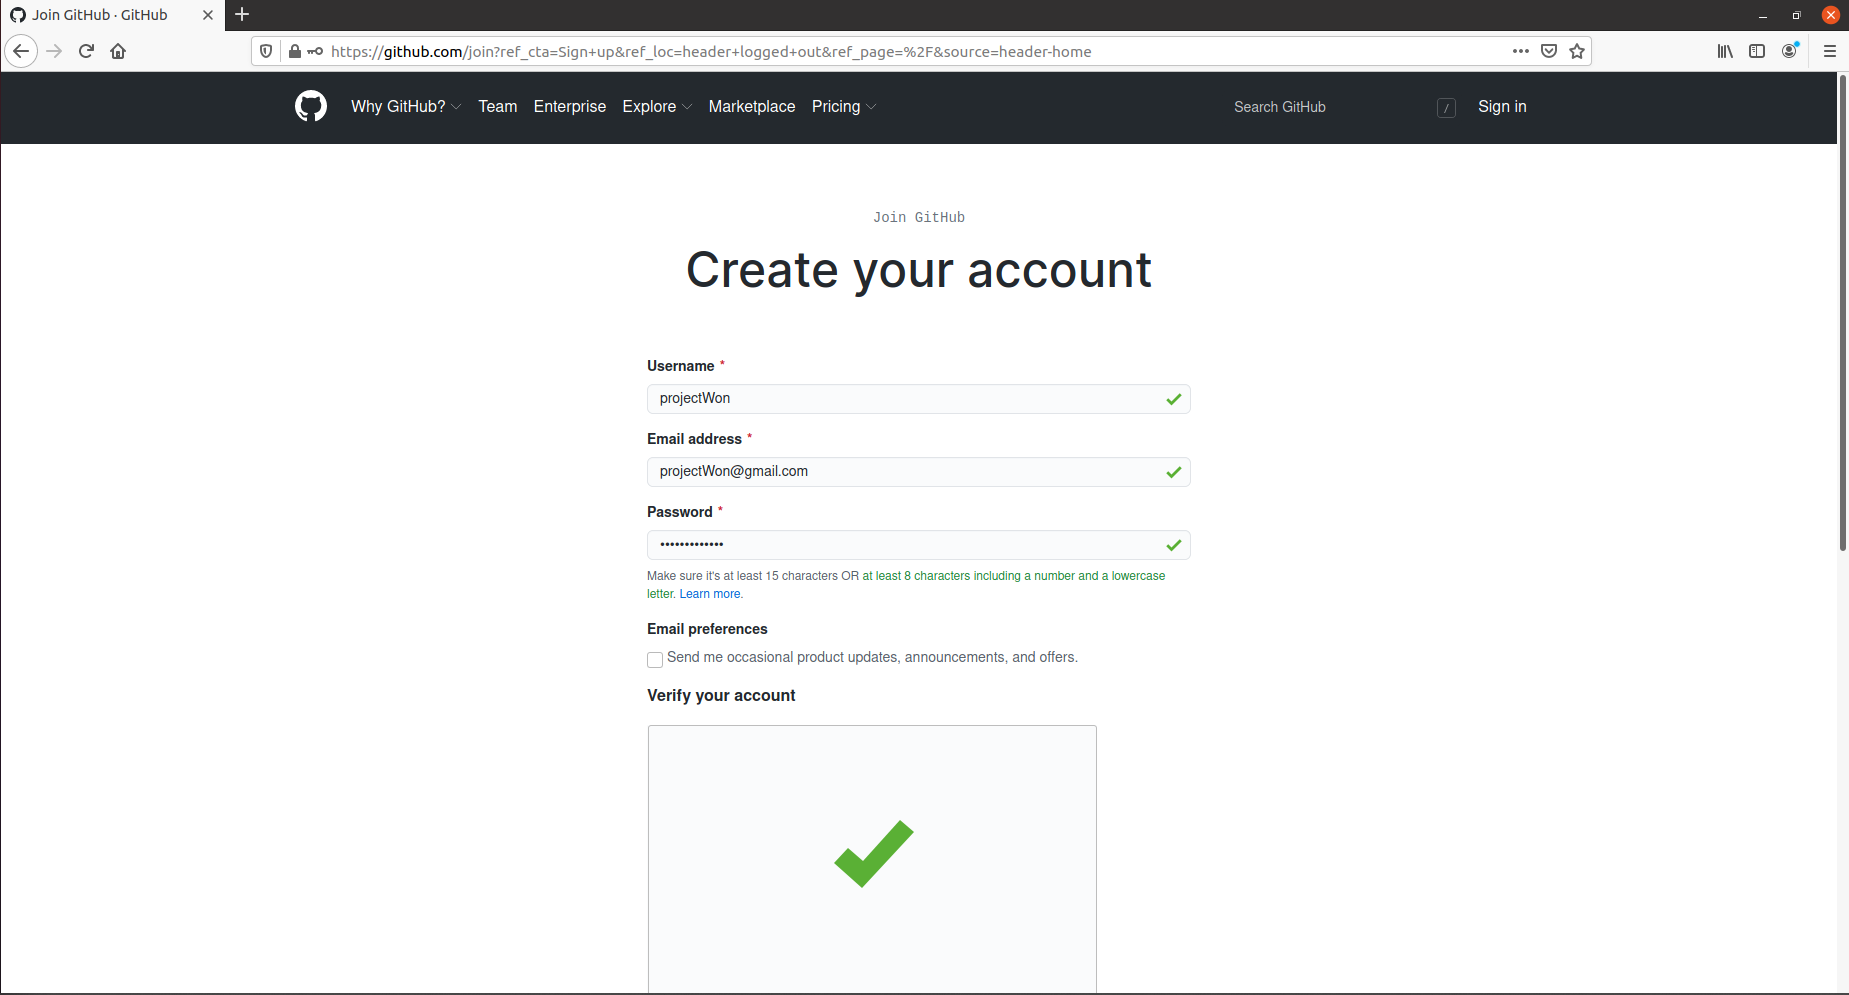 Join GitHub · GitHub
https://github.com/join?ref_cta=Sign+up&ref_loc=header+logged+out&ref_page=%2F&source=header-home
Why GitHub? Team Enterprise Explore Marketplace Pricing Search GitHub / Sign in
Join GitHub
Create your account
Username *
projectWon
Email address *
projectWon@gmail.com
Password *
•••••••••••••
Make sure it's at least 15 characters OR at least 8 characters including a number and a lowercase
letter. Learn more.
Email preferences
Send me occasional product updates, announcements, and offers.
Verify your account